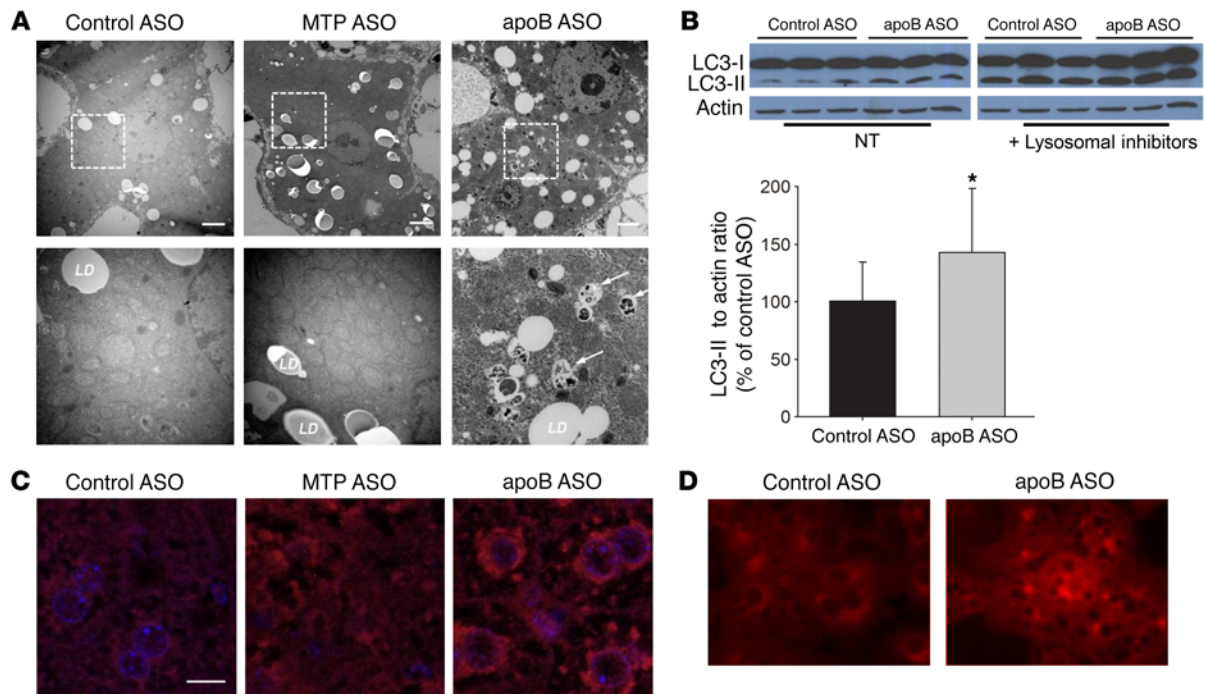 A
Control ASO MTP ASO apoB ASO
LD
LD
LD
LD
B
Control ASO apoB ASO Control ASO apoB ASO
LC3-I
LC3-II
Actin
NT + Lysosomal inhibitors
LC3-II to actin ratio
(% of control ASO)
200
150
100
50
0
*
Control ASO apoB ASO
C
Control ASO MTP ASO apoB ASO
D
Control ASO apoB ASO